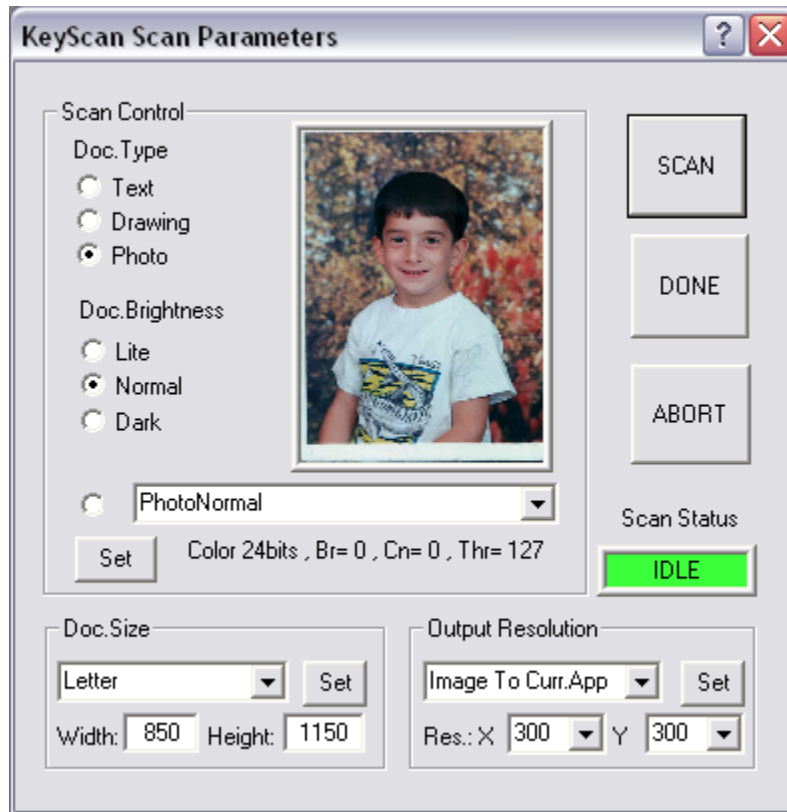 KeyScan Scan Parameters
Scan Control
Doc.Type
Text
Drawing
Photo
Doc.Brightness
Lite
Normal
Dark
PhotoNormal
Set
Color 24bits , Br= 0 , Cn= 0 , Thr= 127
SCAN
DONE
ABORT
Scan Status
IDLE
Doc.Size
Letter
Set
Width: 850 Height: 1150
Output Resolution
Image To Curr.App
Set
Res.: X 300 Y 300